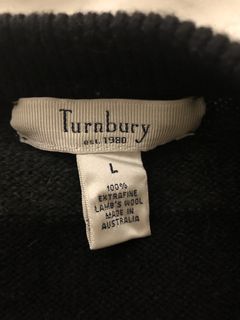 Turnbury
EST. 1980
L
100%
EXTRAFINE
LAMB'S WOOL
MADE IN
AUSTRALIA